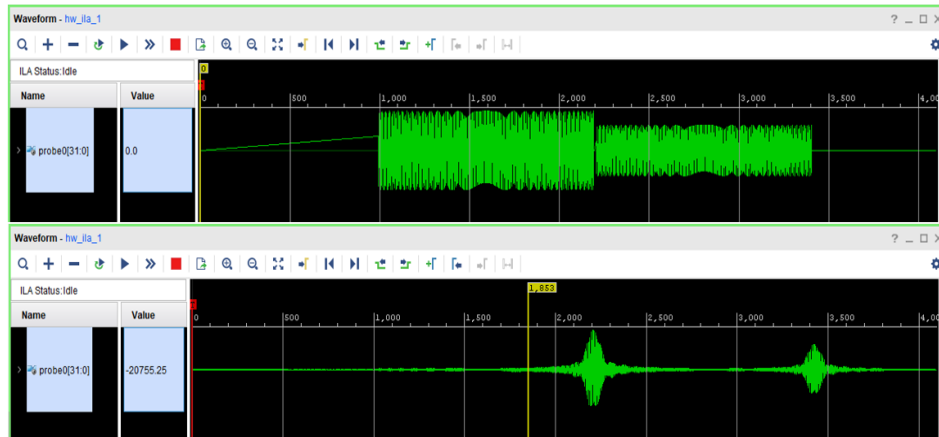 Waveform - hw_ila_1
ILA Status:Idle
Name Value
0
0 500 1,000 1,500 2,000 2,500 3,000 3,500 4,00
probe0[31:0] 0.0
Waveform - hw_ila_1
ILA Status:Idle
1,853
Name Value
0 500 1,000 1,500 2,000 2,500 3,000 3,500 4,00
probe0[31:0] -20755.25